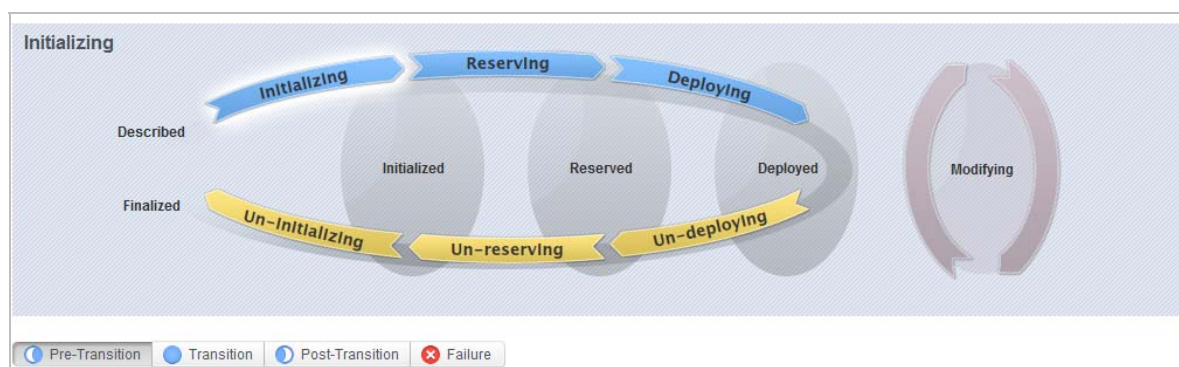 Initializing
Initializing
Reserving
Deploying
Described
Initialized
Reserved
Deployed
Modifying
Finalized
Un-initializing
Un-reserving
Un-deploying
Pre-Transition
Transition
Post-Transition
Failure